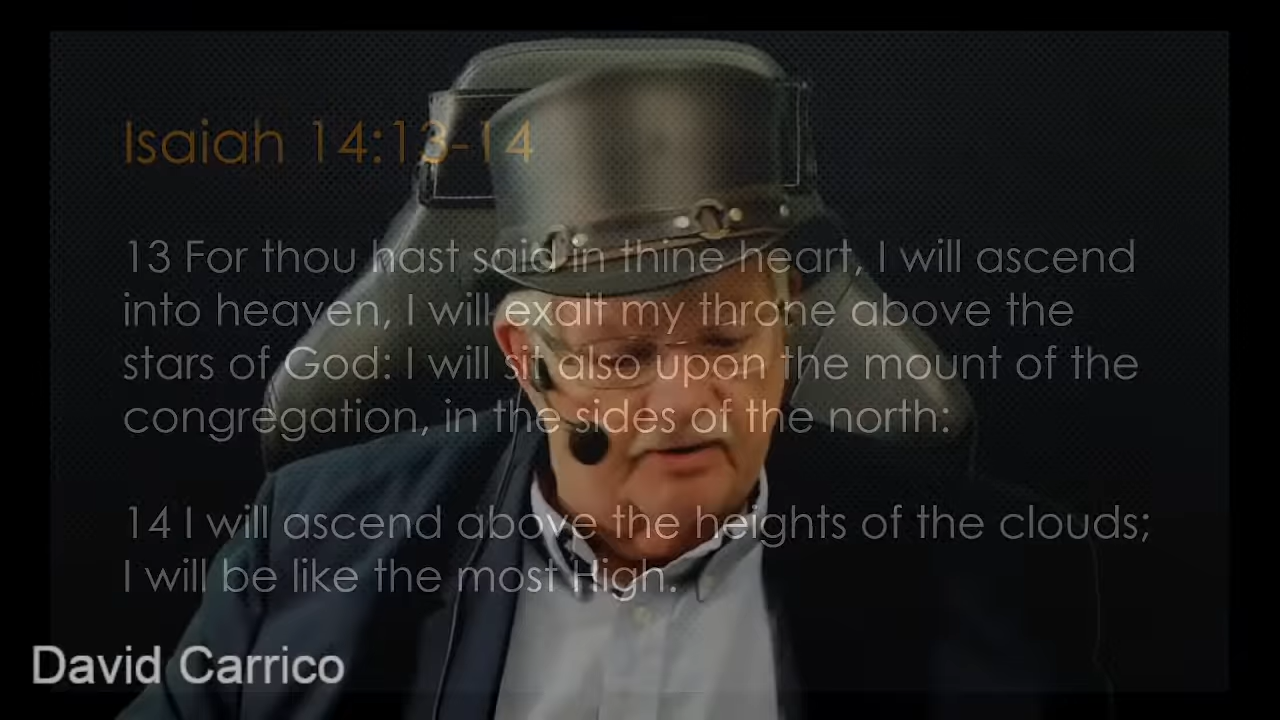 Isaiah 14:13-14
13 For thou hast said in thine heart, I will ascend
into heaven, I will exalt my throne above the
stars of God: I will sit also upon the mount of the
congregation, in the sides of the north:
14 I will ascend above the heights of the clouds;
I will be like the most High.
David Carrico